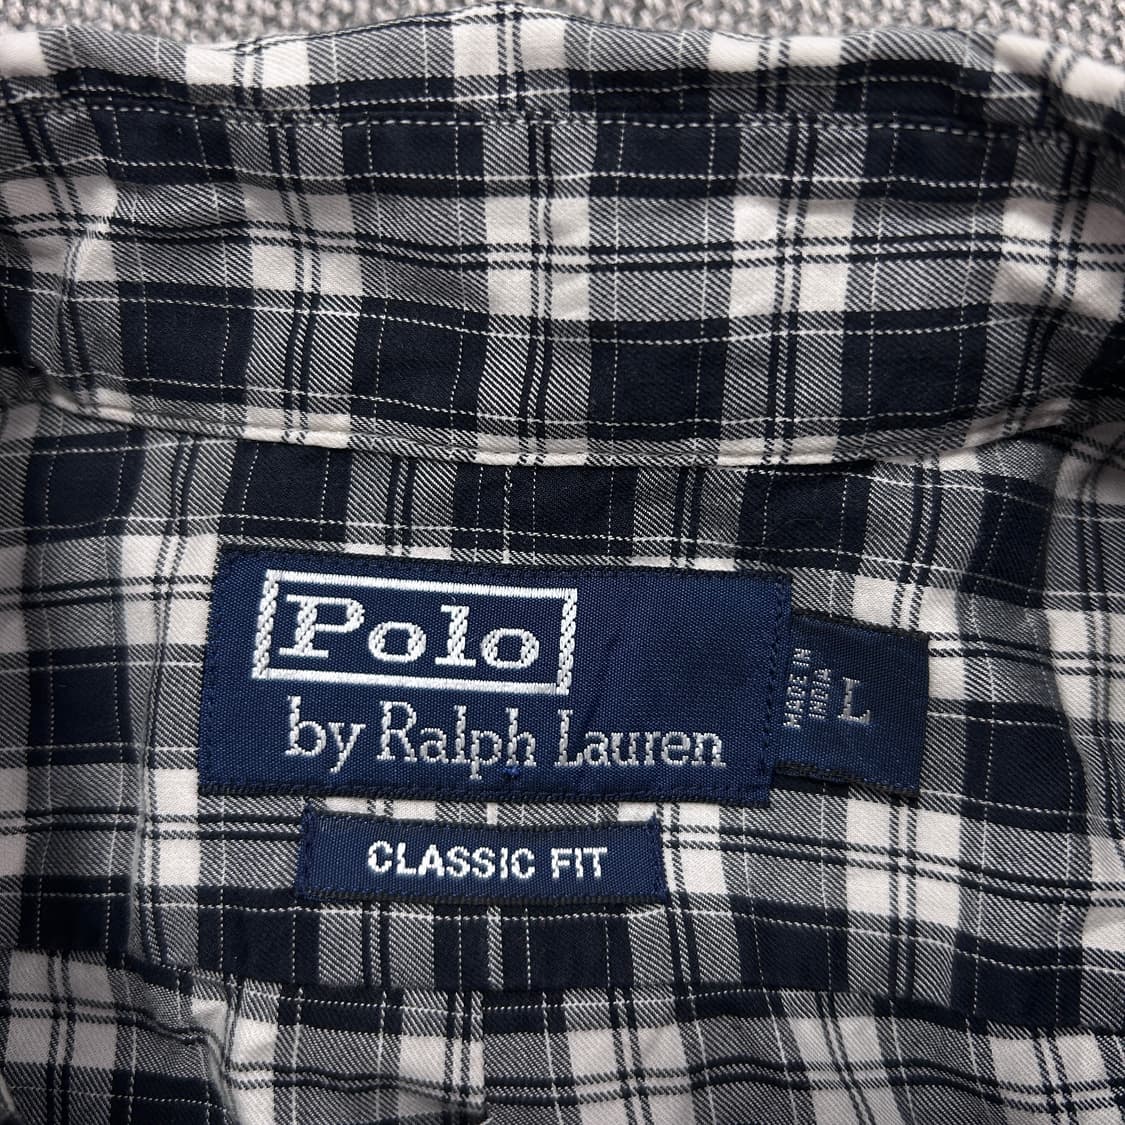 Polo
by Ralph Lauren
MADE IN
INDIA
L
CLASSIC FIT